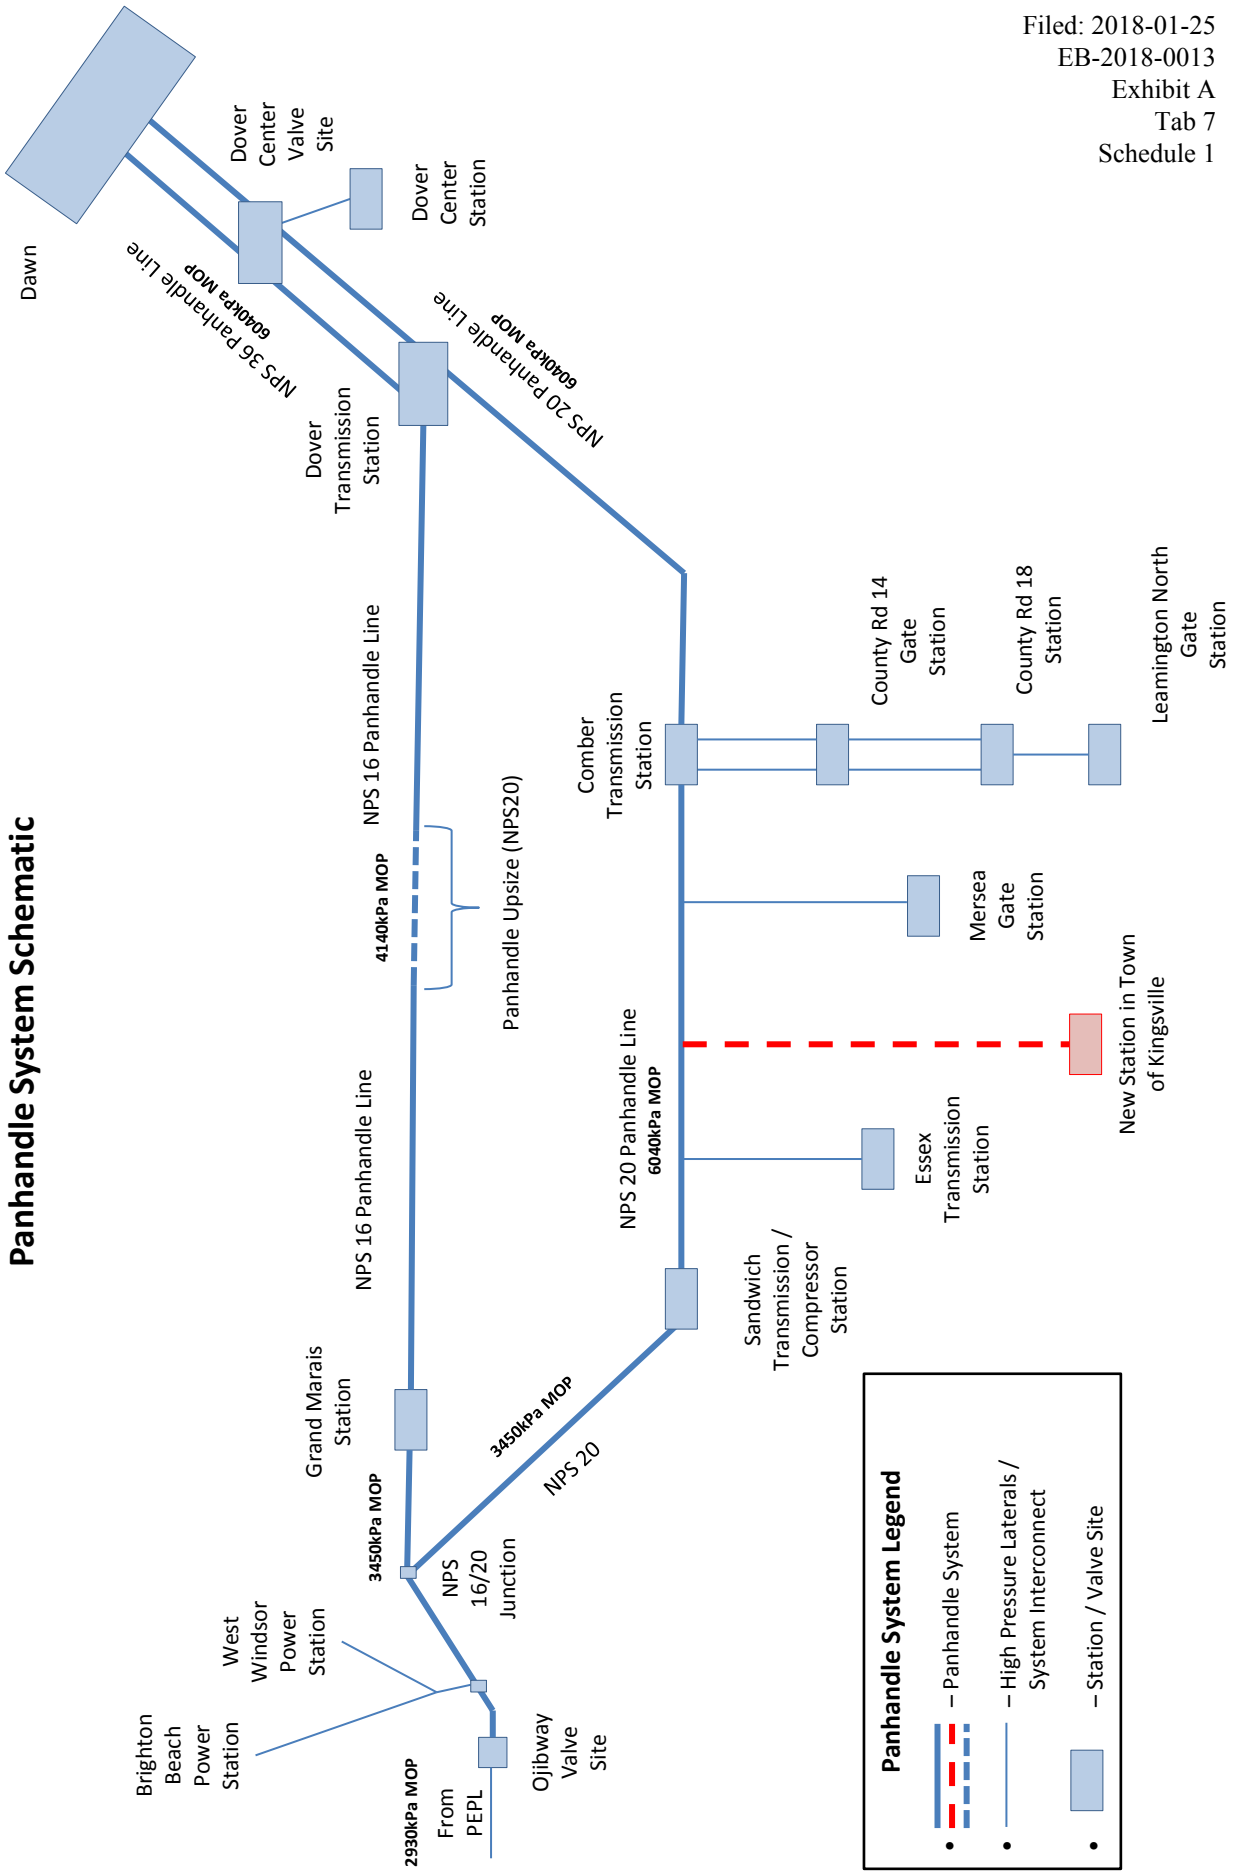 Filed: 2018-01-25
EB-2018-0013
Exhibit A
Tab 7
Schedule 1
Panhandle System Schematic
Dawn
Dover
Center
Valve
Site
Dover
Center
Station
NPS 36 Panhandle Line
6040kPa MOP
NPS 20 Panhandle Line
6040kPa MOP
Dover
Transmission
Station
NPS 16 Panhandle Line
4140kPa MOP
Panhandle Upsize (NPS20)
NPS 16 Panhandle Line
Grand Marais
Station
3450kPa MOP
NPS
16/20
Junction
West
Windsor
Power
Station
Brighton
Beach
Power
Station
2930kPa MOP
From
PEPL
Ojibway
Valve
Site
3450kPa MOP
NPS 20
Sandwich
Transmission /
Compressor
Station
NPS 20 Panhandle Line
6040kPa MOP
Essex
Transmission
Station
New Station in Town
of Kingsville
Mersea
Gate
Station
Comber
Transmission
Station
County Rd 14
Gate
Station
County Rd 18
Station
Leamington North
Gate
Station
Panhandle System Legend
• – Panhandle System
• – High Pressure Laterals /
System Interconnect
• – Station / Valve Site